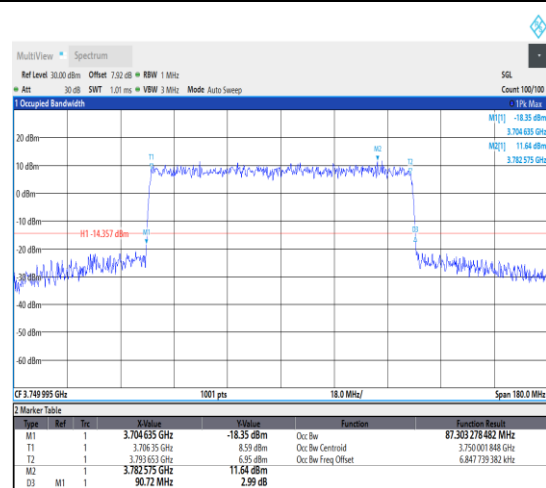 MultiView Spectrum
Ref Level 30.00 dBm Offset 7.92 dB RBW 1 MHz SGL
Att 30 dB SWT 1.01 ms VBW 3 MHz Mode Auto Sweep Count 100/100
1 Occupied Bandwidth 1Pk Max
M1[1] -18.35 dBm
3.704 635 GHz
M2[1] 11.64 dBm
3.782 575 GHz
20 dBm
M2
T1
T2
10 dBm
0 dBm
-10 dBm
H1 -14.357 dBm
M1
D3
-20 dBm
-30 dBm
-40 dBm
-50 dBm
-60 dBm
CF 3.749 995 GHz 1001 pts 18.0 MHz/ Span 180.0 MHz
2 Marker Table
Type Ref Trc X-Value Y-Value Function Function Result
M1 1 3.704 635 GHz -18.35 dBm Occ Bw 87.303 278 482 MHz
T1 1 3.706 35 GHz 8.59 dBm Occ Bw Centroid 3.750 001 848 GHz
T2 1 3.793 653 GHz 6.95 dBm Occ Bw Freq Offset 6.847 739 382 kHz
M2 1 3.782 575 GHz 11.64 dBm
D3 M1 1 90.72 MHz 2.99 dB